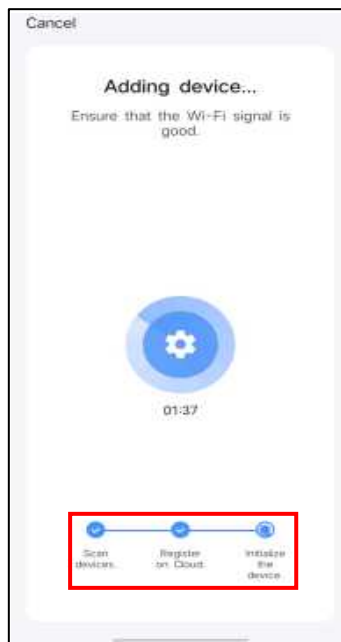 Cancel
Adding device...
Ensure that the Wi-Fi signal is
good.
01:37
Scan
devices.
Register
on Cloud.
Initialize
the
device.